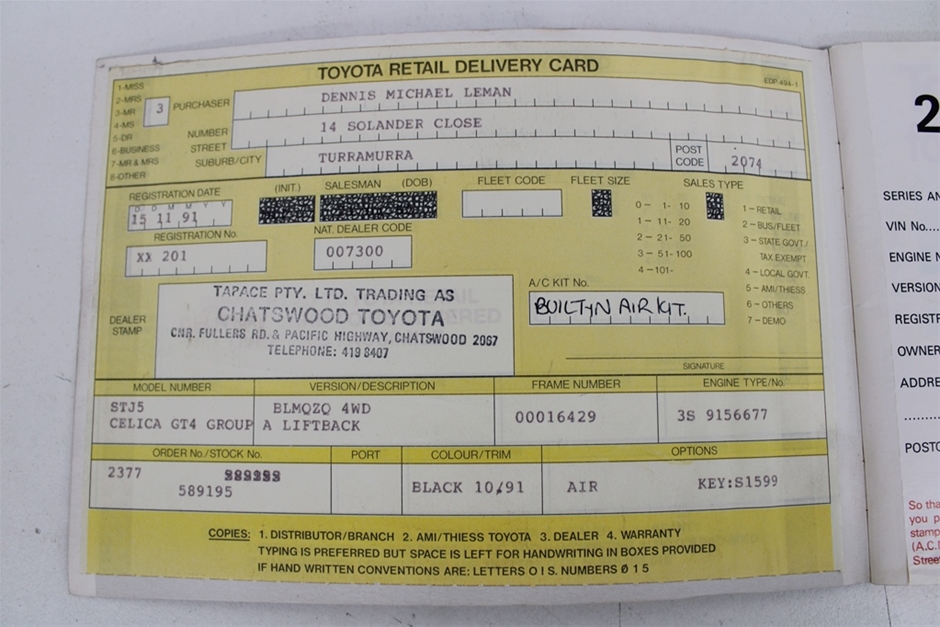 TOYOTA RETAIL DELIVERY CARD
EDP 494-1
1-MISS
2-MRS
3-MR
4-MS
5-DR
6-BUSINESS
7-MR & MRS
8-OTHER
3
PURCHASER DENNIS MICHAEL LEMAN
NUMBER STREET 14 SOLANDER CLOSE
SUBURB/CITY TURRAMURRA POST CODE 2074
REGISTRATION DATE (INIT.) SALESMAN (DOB) FLEET CODE FLEET SIZE SALES TYPE
D D M M Y Y
15 11 91
0- 1- 10
1- 11- 20
2- 21- 50
3- 51-100
4-101-
1-RETAIL
2-BUS/FLEET
3-STATE GOVT/
TAX EXEMPT
4-LOCAL GOVT.
5-AMI/THIESS
6-OTHERS
7-DEMO
REGISTRATION No. NAT. DEALER CODE
XX 201 007300
A/C KIT No.
BUILT YN AIR KIT.
DEALER STAMP
TAPACE PTY. LTD. TRADING AS
CHATSWOOD TOYOTA
CNR. FULLERS RD. & PACIFIC HIGHWAY, CHATSWOOD 2067
TELEPHONE: 419 8407
SIGNATURE
MODEL NUMBER VERSION/DESCRIPTION FRAME NUMBER ENGINE TYPE/No.
STJ5 BLMQZQ 4WD 00016429 3S 9156677
CELICA GT4 GROUP A LIFTBACK
ORDER No./STOCK No. PORT COLOUR/TRIM OPTIONS
2377
589195 BLACK 10/91 AIR KEY:S1599
COPIES: 1. DISTRIBUTOR/BRANCH 2. AMI/THIESS TOYOTA 3. DEALER 4. WARRANTY
TYPING IS PREFERRED BUT SPACE IS LEFT FOR HANDWRITING IN BOXES PROVIDED
IF HAND WRITTEN CONVENTIONS ARE: LETTERS O I S. NUMBERS Ø 1 5
2
SERIES AN
VIN No....
ENGINE N
VERSION
REGISTR
OWNER
ADDRE
..........
POSTC
So tha
you p
stamp
(A.C.
Street